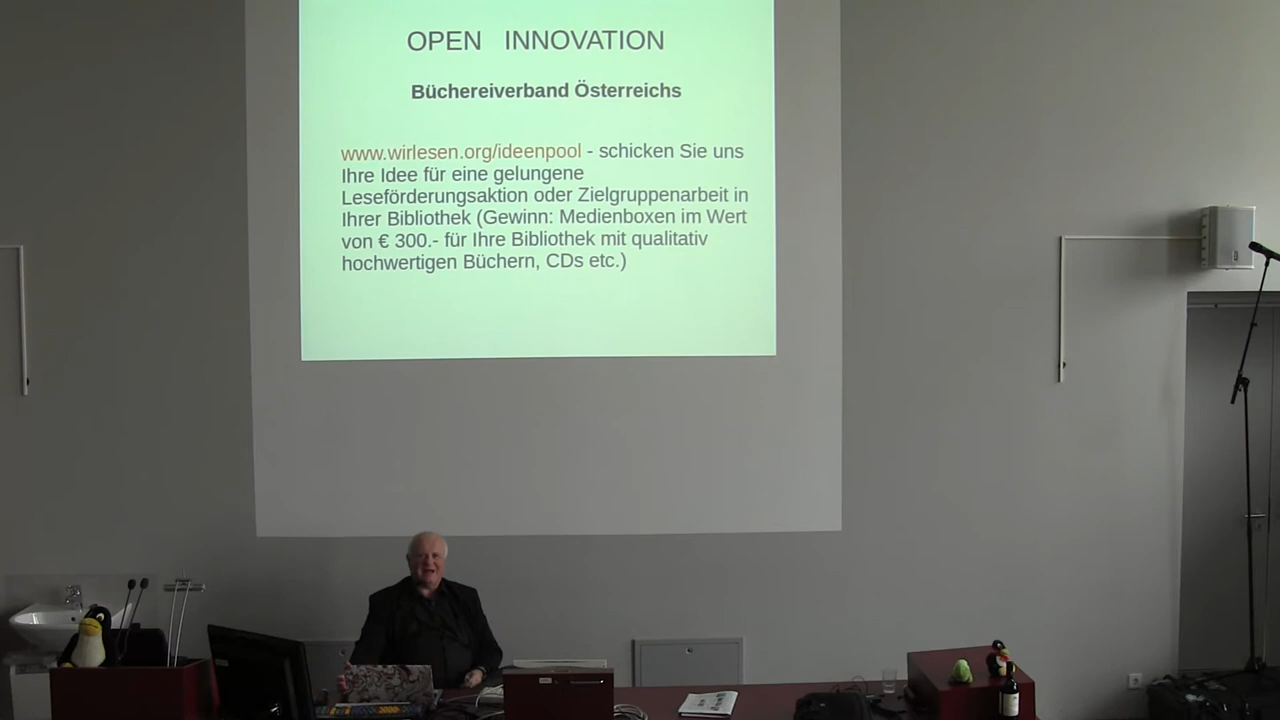 OPEN INNOVATION
Büchereiverband Österreichs
www.wirlesen.org/ideenpool - schicken Sie uns
Ihre Idee für eine gelungene
Leseförderungsaktion oder Zielgruppenarbeit in
Ihrer Bibliothek (Gewinn: Medienboxen im Wert
von € 300.- für Ihre Bibliothek mit qualitativ
hochwertigen Büchern, CDs etc.)